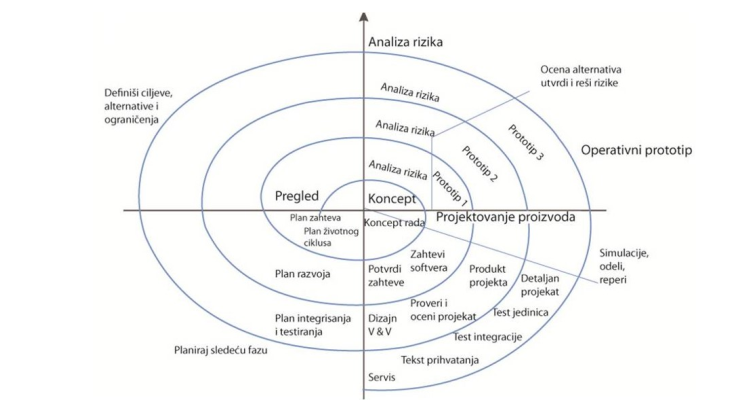 Analiza rizika
Ocena alternativa
utvrdi i reši rizike
Definiši ciljeve,
alternative i
ograničenja
Analiza rizika
Analiza rizika
Prototip 3
Operativni prototip
Prototip 2
Analiza rizika
Prototip 1
Pregled
Koncept
Plan zahteva
Koncept rada
Projektovanje proizvoda
Plan životnog
ciklusa
Simulacije,
odeli,
reperi
Zahtevi
softvera
Plan razvoja
Potvrdi
zahteve
Produkt
projekta
Detaljan
projekat
Proveri i
oceni projekat
Test jedinica
Plan integrisanja
i testiranja
Dizajn
V & V
Test integracije
Planiraj sledeću fazu
Tekst prihvatanja
Servis